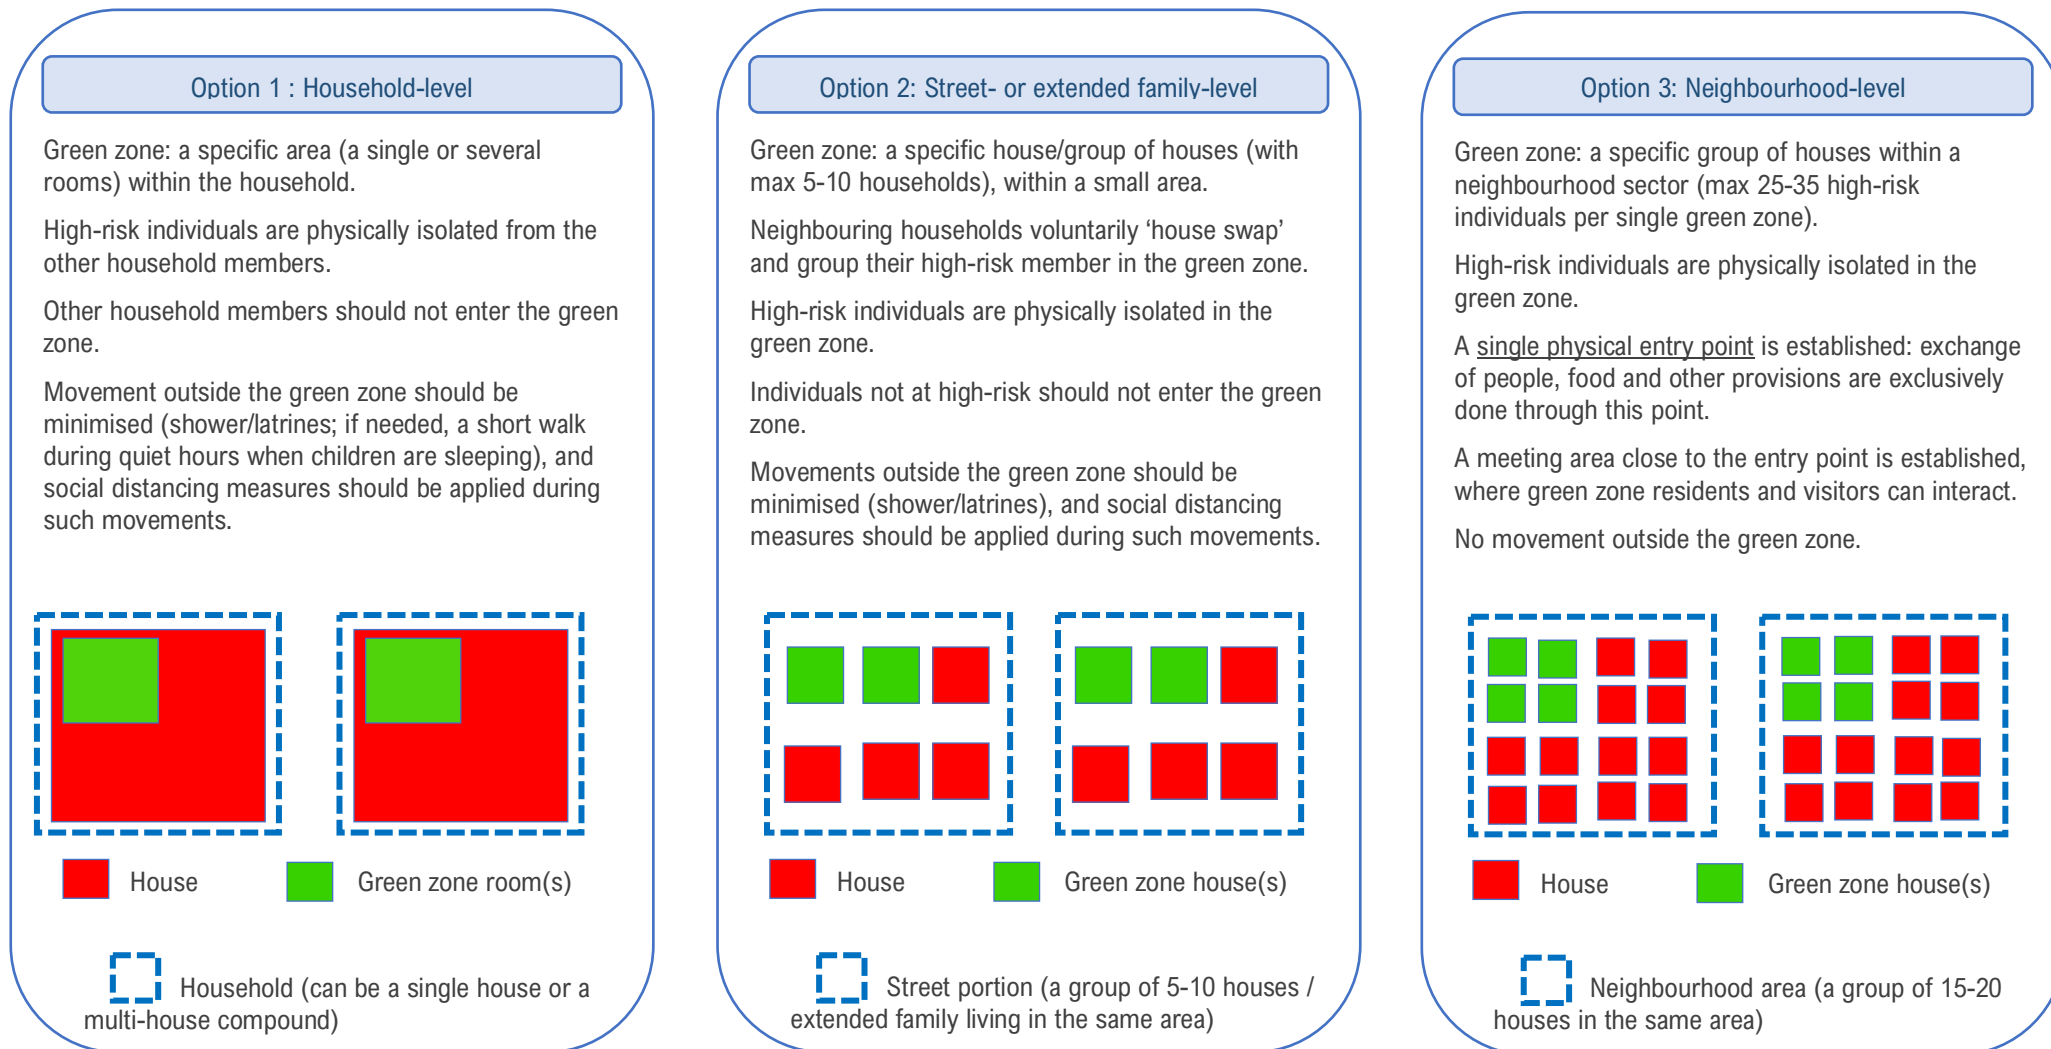 Option 1 : Household-level
Green zone: a specific area (a single or several
rooms) within the household.
High-risk individuals are physically isolated from the
other household members.
Other household members should not enter the green
zone.
Movement outside the green zone should be
minimised (shower/latrines; if needed, a short walk
during quiet hours when children are sleeping), and
social distancing measures should be applied during
such movements.
House
Green zone room(s)
Household (can be a single house or a
multi-house compound)
Option 2: Street- or extended family-level
Green zone: a specific house/group of houses (with
max 5-10 households), within a small area.
Neighbouring households voluntarily ‘house swap’
and group their high-risk member in the green zone.
High-risk individuals are physically isolated in the
green zone.
Individuals not at high-risk should not enter the green
zone.
Movements outside the green zone should be
minimised (shower/latrines), and social distancing
measures should be applied during such movements.
House
Green zone house(s)
Street portion (a group of 5-10 houses /
extended family living in the same area)
Option 3: Neighbourhood-level
Green zone: a specific group of houses within a
neighbourhood sector (max 25-35 high-risk
individuals per single green zone).
High-risk individuals are physically isolated in the
green zone.
A single physical entry point is established: exchange
of people, food and other provisions are exclusively
done through this point.
A meeting area close to the entry point is established,
where green zone residents and visitors can interact.
No movement outside the green zone.
House
Green zone house(s)
Neighbourhood area (a group of 15-20
houses in the same area)